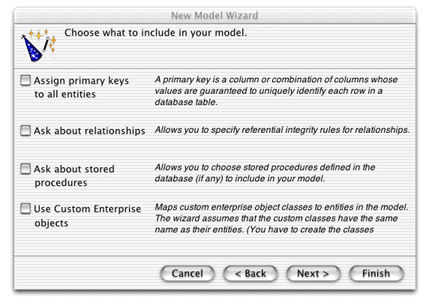 New Model Wizard
Choose what to include in your model.
Assign primary keys
to all entities
A primary key is a column or combination of columns whose
values are guaranteed to uniquely identify each row in a
database table.
Ask about relationships
Allows you to specify referential integrity rules for relationships.
Ask about stored
procedures
Allows you to choose stored procedures defined in the
database (if any) to include in your model.
Use Custom Enterprise
objects
Maps custom enterprise object classes to entities in the model.
The wizard assumes that the custom classes have the same
name as their entities. (You have to create the classes
Cancel
< Back
Next >
Finish